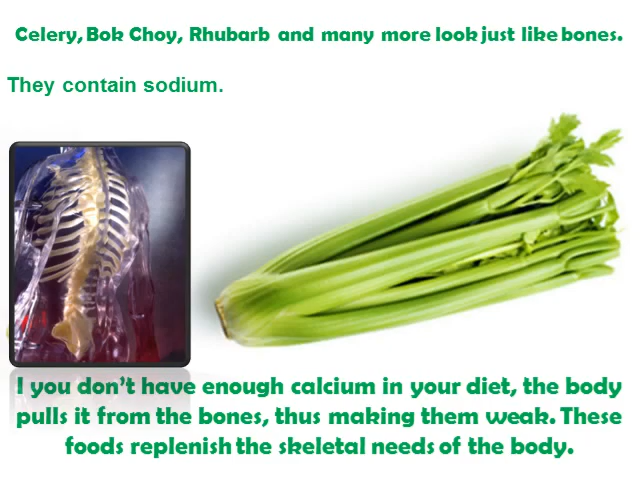 Celery, Bok Choy, Rhubarb and many more look just like bones.
They contain sodium.
I you don't have enough calcium in your diet, the body
pulls it from the bones, thus making them weak. These
foods replenish the skeletal needs of the body.